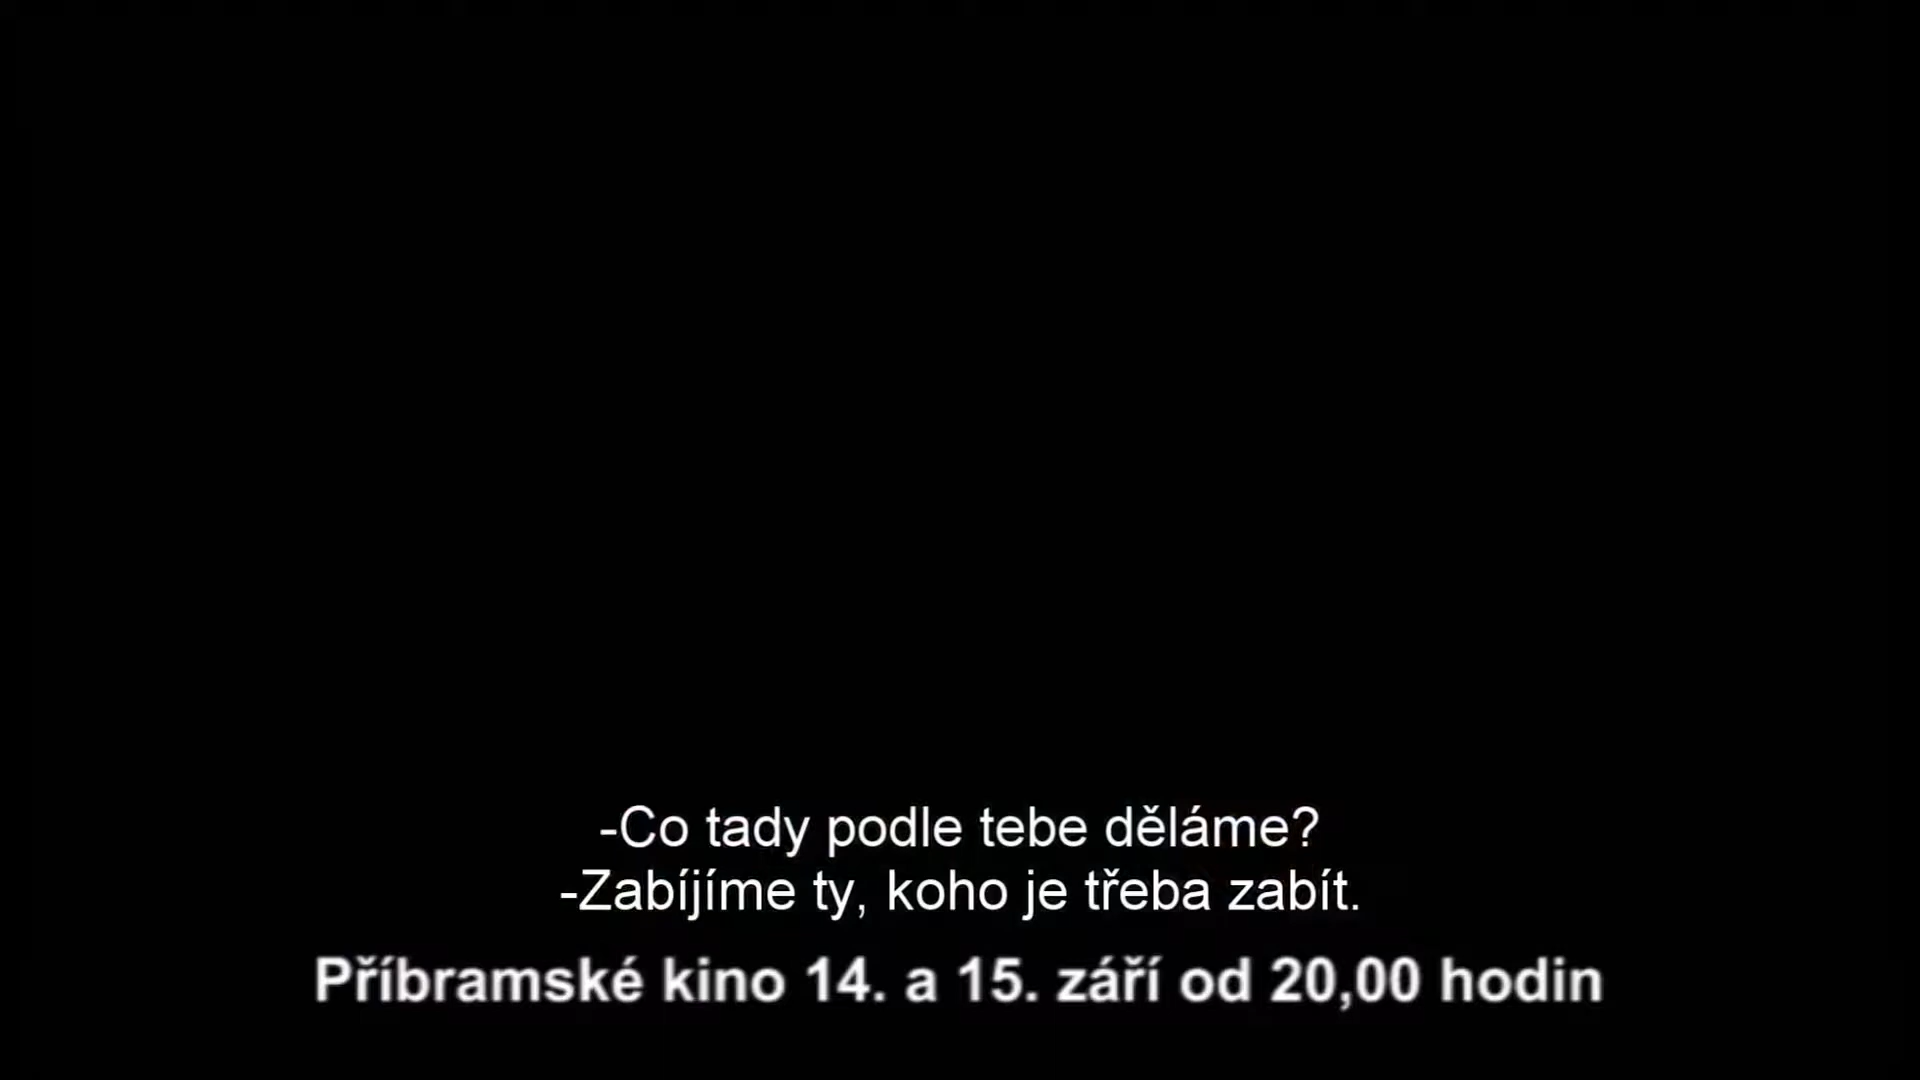 -Co tady podle tebe děláme?
-Zabíjíme ty, koho je třeba zabít.
Příbramské kino 14. a 15. září od 20,00 hodin